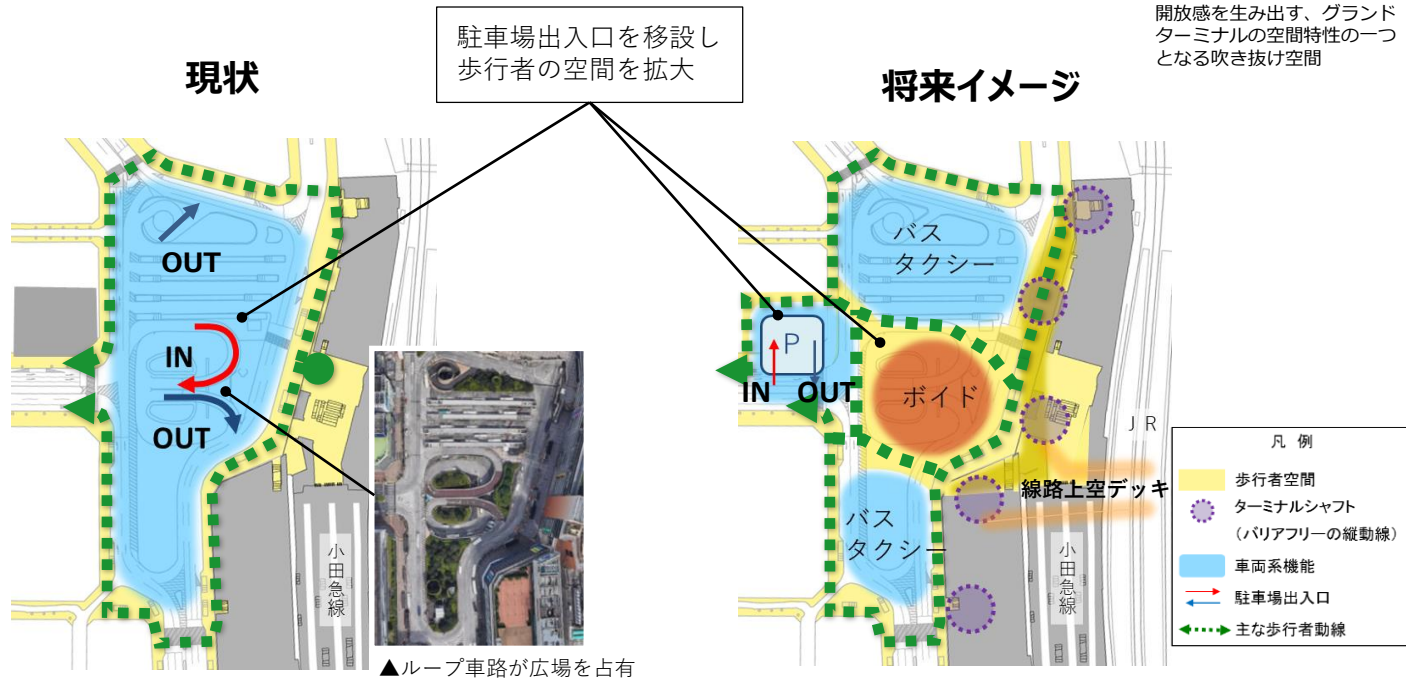 開放感を生み出す、グランド
ターミナルの空間特性の一つ
となる吹き抜け空間
駐車場出入口を移設し
歩行者の空間を拡大
現状
将来イメージ
OUT
IN
OUT
小田急線
▲ループ車路が広場を占有
バス
タクシー
P
IN OUT
ボイド
JR
線路上空デッキ
バス
タクシー
小田急線
凡 例
歩行者空間
ターミナルシャフト
(バリアフリーの縦動線)
車両系機能
駐車場出入口
主な歩行者動線